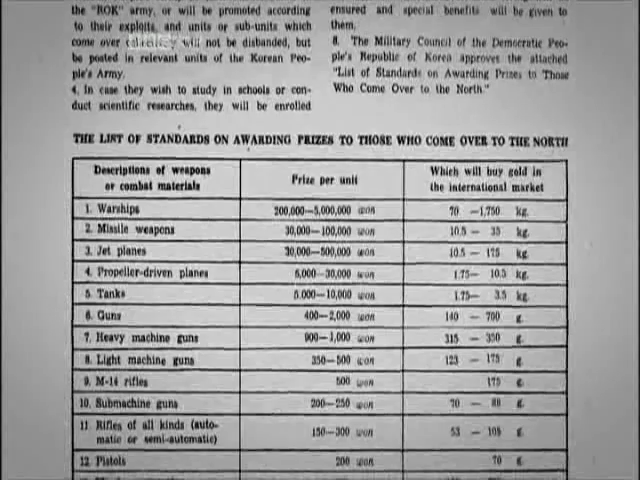 the "ROK" army, or will be promoted according
to their exploits, and units or sub-units which
come over will not be disbanded, but
be posted in relevant units of the Korean Peo-
ple's Army.
4. In case they wish to study in schools or con-
duct scientific researches, they will be enrolled
ensured and special benefits will be given to
them.
8. The Military Council of the Democratic Peo-
ple's Republic of Korea approves the attached
"List of Standards on Awarding Prizes to Those
Who Come Over to the North."
THE LIST OF STANDARDS ON AWARDING PRIZES TO THOSE WHO COME OVER TO THE NORTH
Descriptions of weapons or combat materials | Prize per unit | Which will buy gold in the international market
1. Warships 200,000—5,000,000 won 70 —1,750 kg.
2. Missile weapons 30,000—100,000 won 10.5 — 35 kg.
3. Jet planes 30,000—500,000 won 10.5 — 175 kg.
4. Propeller-driven planes 5,000—30,000 won 1.75— 10.5 kg.
5. Tanks 5,000—10,000 won 1.75— 3.5 kg.
6. Guns 400—2,000 won 140 — 700 g.
7. Heavy machine guns 900—1,000 won 315 — 350 g.
8. Light machine guns 350—500 won 123 — 175 g.
9. M-14 rifles 500 won 175 g.
10. Submachine guns 200—250 won 70 — 88 g.
11. Rifles of all kinds (auto-
matic or semi-automatic) 150—300 won 53 — 105 g.
12. Pistols 200 won 70 g.